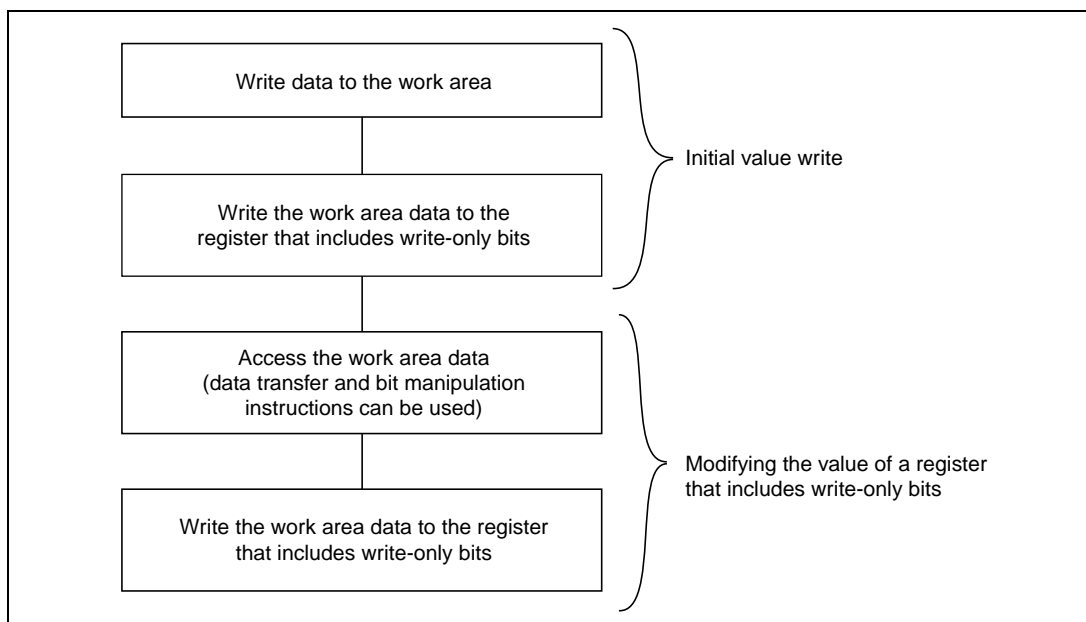 Write data to the work area
Initial value write
Write the work area data to the
register that includes write-only bits
Access the work area data
(data transfer and bit manipulation
instructions can be used)
Modifying the value of a register
that includes write-only bits
Write the work area data to the register
that includes write-only bits